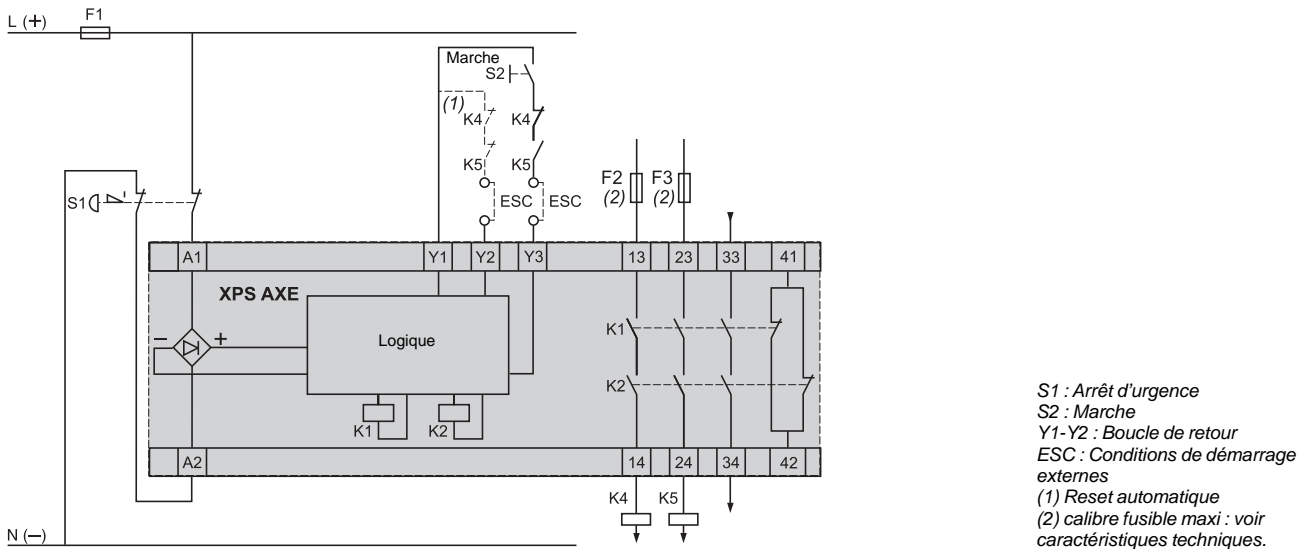 L (+)
F1
Marche
S2
(1)
K4
K4
K5
K5
ESC
ESC
F2
(2)
F3
(2)
S1
A1
Y1
Y2
Y3
13
23
33
41
XPS AXE
–
+
Logique
K1
K2
K1
K2
A2
14
24
34
42
K4
K5
N (–)
S1 : Arrêt d'urgence
S2 : Marche
Y1-Y2 : Boucle de retour
ESC : Conditions de démarrage
externes
(1) Reset automatique
(2) calibre fusible maxi : voir
caractéristiques techniques.